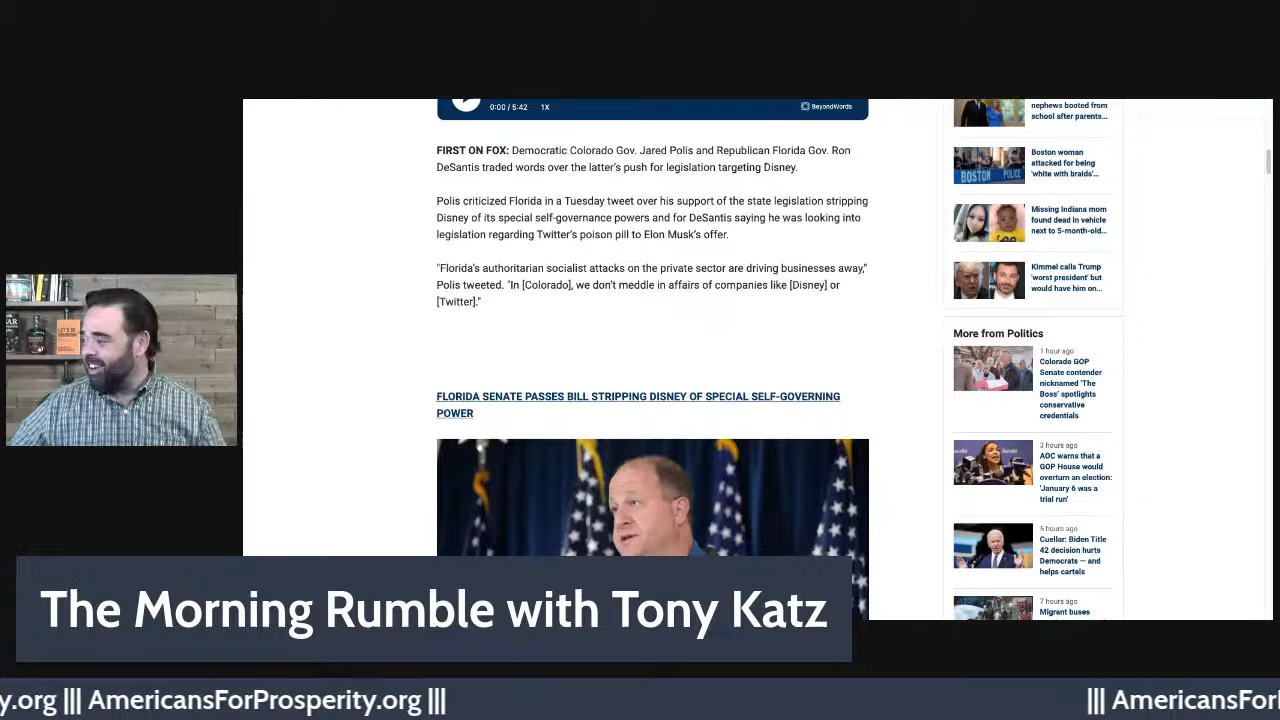 0:00 / 5:42 1X
BeyondWords
FIRST ON FOX: Democratic Colorado Gov. Jared Polis and Republican Florida Gov. Ron
DeSantis traded words over the latter's push for legislation targeting Disney.
Polis criticized Florida in a Tuesday tweet over his support of the state legislation stripping
Disney of its special self-governance powers and for DeSantis saying he was looking into
legislation regarding Twitter's poison pill to Elon Musk's offer.
"Florida's authoritarian socialist attacks on the private sector are driving businesses away,"
Polis tweeted. "In [Colorado], we don't meddle in affairs of companies like [Disney] or
[Twitter]."
FLORIDA SENATE PASSES BILL STRIPPING DISNEY OF SPECIAL SELF-GOVERNING
POWER
nephews booted from
school after parents...
Boston woman
attacked for being
'white with braids'...
BOSTON POLICE
Missing Indiana mom
found dead in vehicle
next to 5-month-old...
Kimmel calls Trump
'worst president' but
would have him on...
More from Politics
1 hour ago
Colorado GOP
Senate contender
nicknamed 'The
Boss' spotlights
conservative
credentials
3 hours ago
AOC warns that a
GOP House would
overturn an election:
'January 6 was a
trial run'
5 hours ago
Cuellar: Biden Title
42 decision hurts
Democrats — and
helps cartels
7 hours ago
Migrant buses
The Morning Rumble with Tony Katz
y.org ||| AmericansForProsperity.org |||
||| AmericansForI